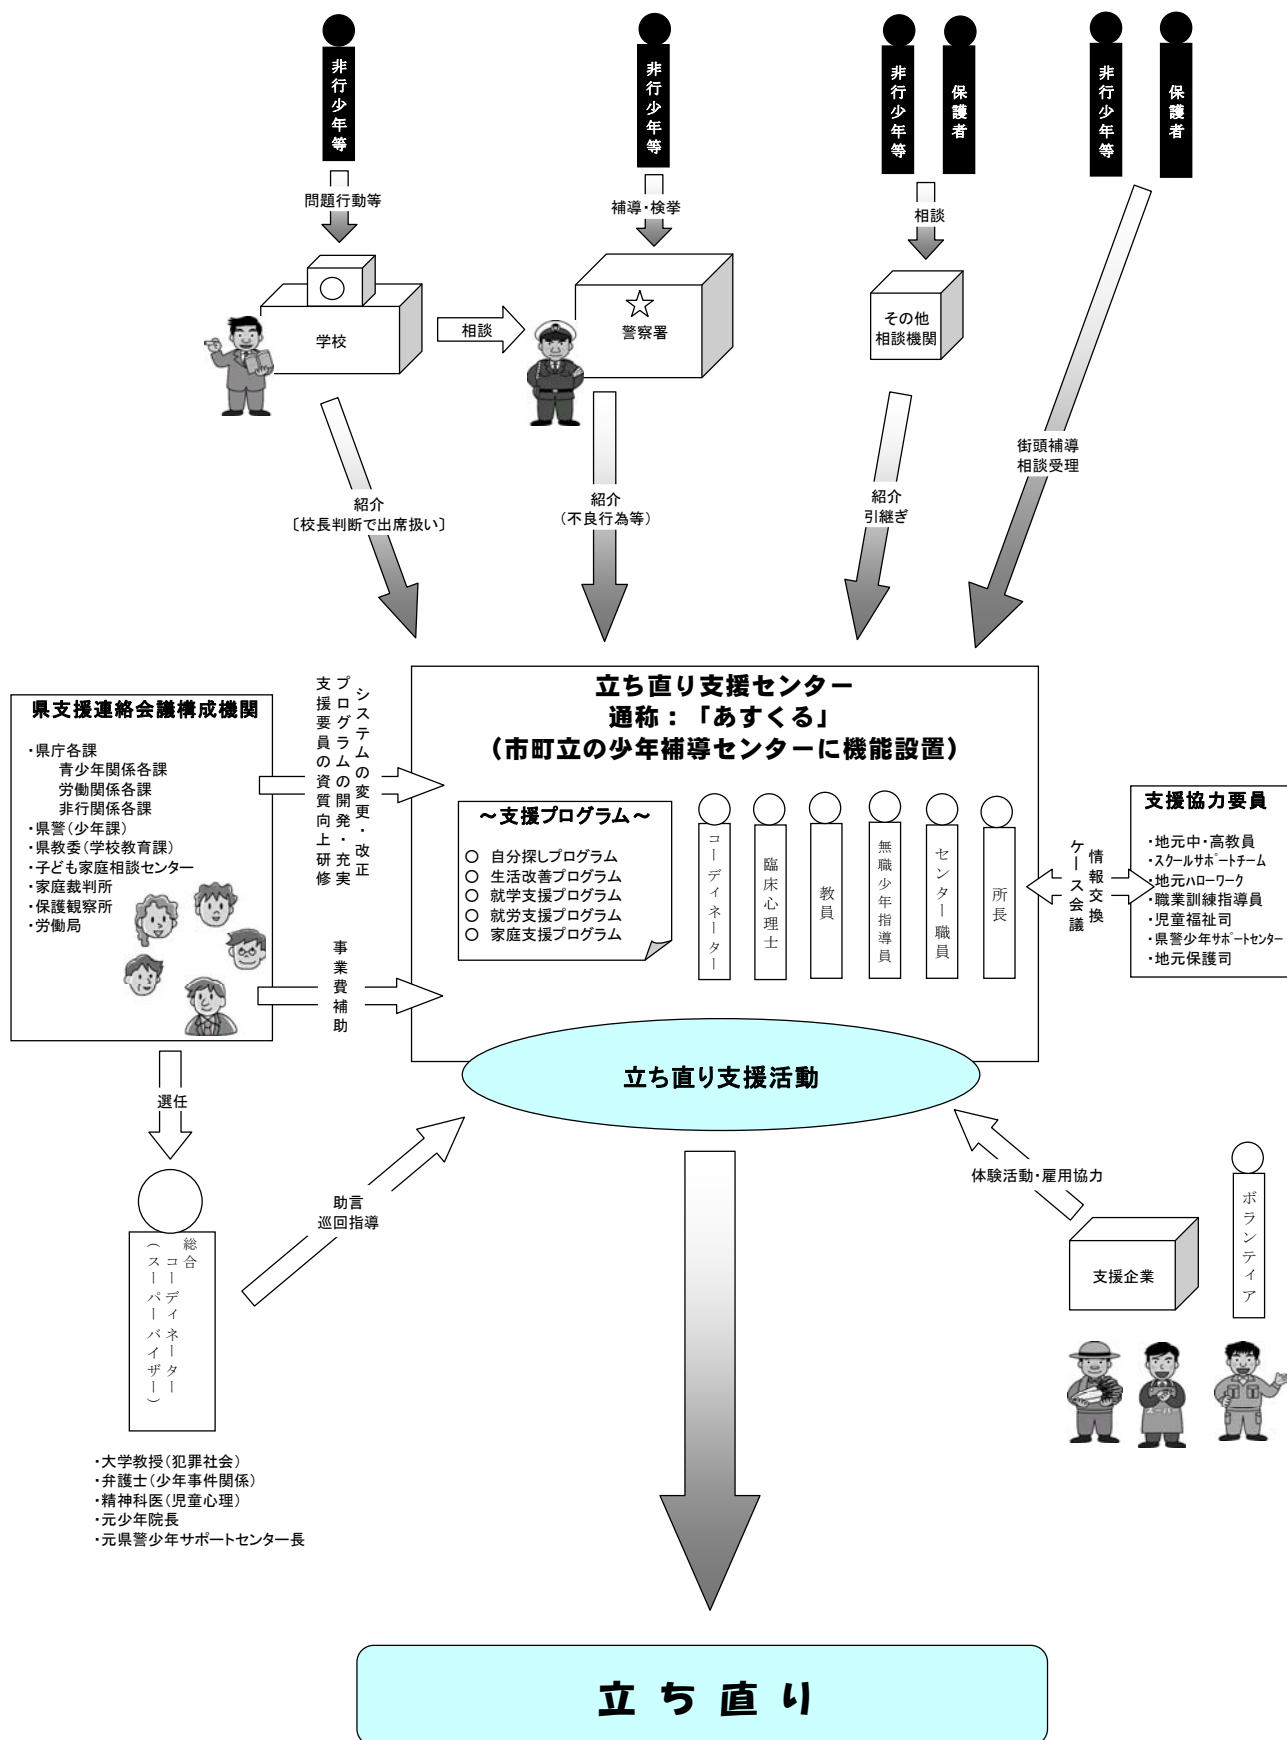 非行少年等
非行少年等
非行少年等
保護者
非行少年等
保護者
問題行動等
補導・検挙
相談
学校
相談
警察署
その他
相談機関
紹介
〔校長判断で出席扱い〕
紹介
(不良行為等)
紹介
引継ぎ
街頭補導
相談受理
県支援連絡会議構成機関
・県庁各課
青少年関係各課
労働関係各課
非行関係各課
・県警(少年課)
・県教委(学校教育課)
・子ども家庭相談センター
・家庭裁判所
・保護観察所
・労働局
システムの変更・改正
プログラムの開発・充実
支援要員の資質向上研修
事業費補助
立ち直り支援センター
通称:「あすくる」
(市町立の少年補導センターに機能設置)
~支援プログラム~
○ 自分探しプログラム
○ 生活改善プログラム
○ 就学支援プログラム
○ 就労支援プログラム
○ 家庭支援プログラム
コーディネーター
臨床心理士
教員
無職少年指導員
センター職員
所長
情報交換
ケース会議
支援協力要員
・地元中・高教員
・スクールサポートチーム
・地元ハローワーク
・職業訓練指導員
・児童福祉司
・県警少年サポートセンター
・地元保護司
立ち直り支援活動
選任
総合
コーディネーター
(スーパーバイザー)
助言
巡回指導
・大学教授(犯罪社会)
・弁護士(少年事件関係)
・精神科医(児童心理)
・元少年院長
・元県警少年サポートセンター長
体験活動・雇用協力
支援企業
ボランティア
スーパー
立ち直り